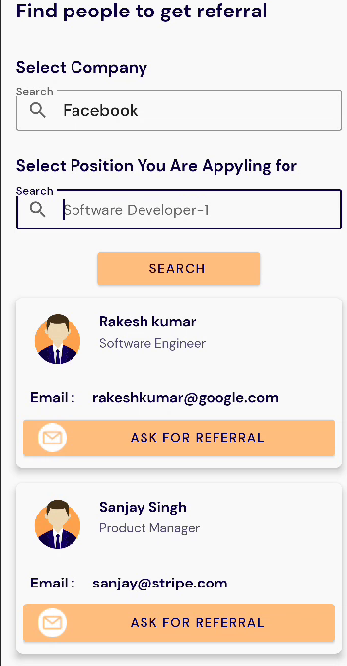 Find people to get referral
Select Company
Search
Facebook
Select Position You Are Appyling for
Search
Software Developer-1
SEARCH
Rakesh kumar
Software Engineer
Email : rakeshkumar@google.com
ASK FOR REFERRAL
Sanjay Singh
Product Manager
Email : sanjay@stripe.com
ASK FOR REFERRAL